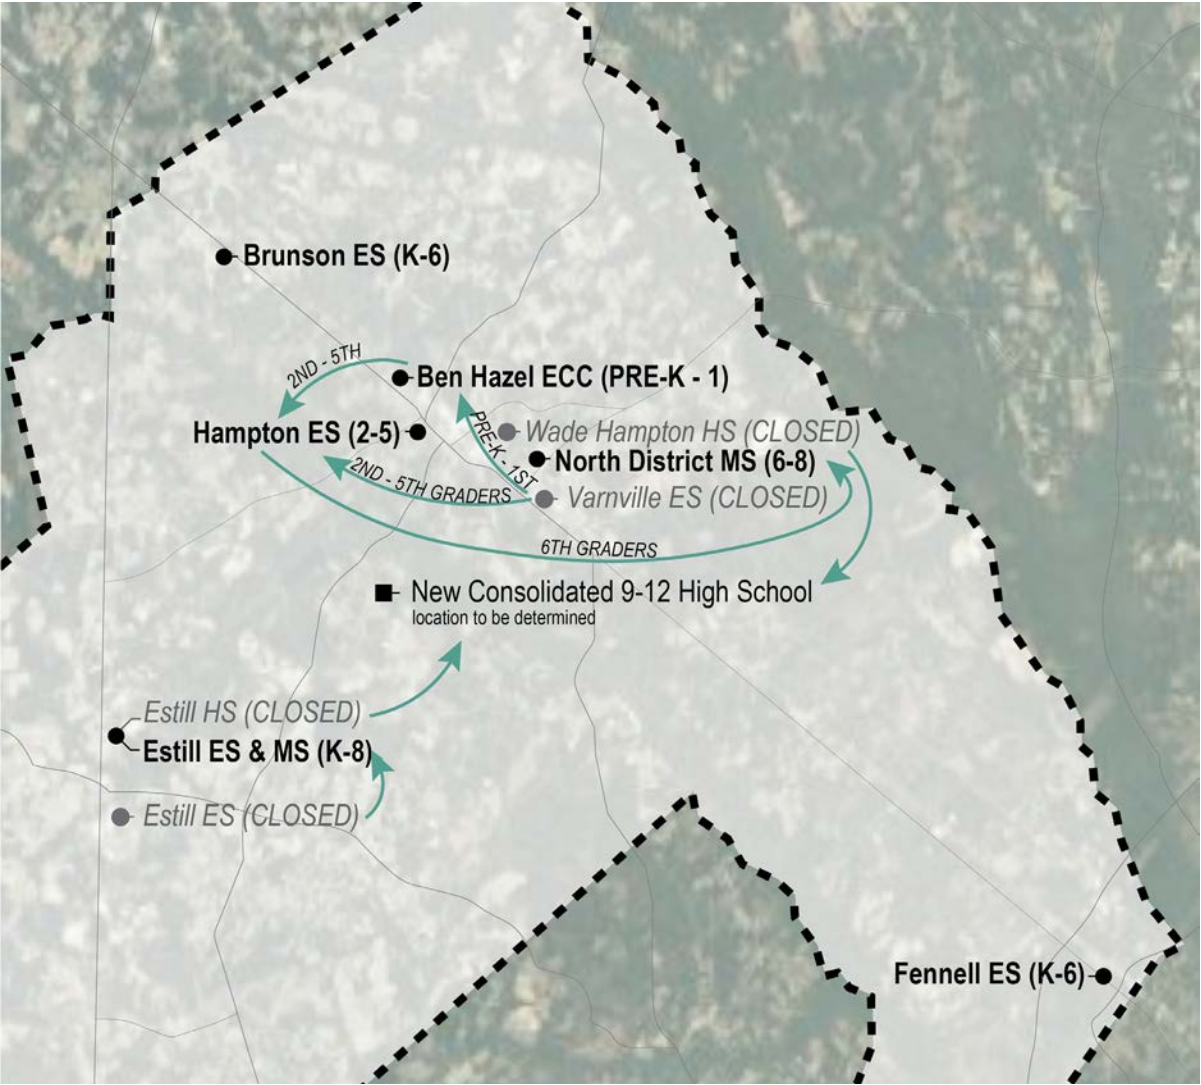 Brunson ES (K-6)
2ND - 5TH
Ben Hazel ECC (PRE-K - 1)
Hampton ES (2-5)
PRE-K - 1ST
Wade Hampton HS (CLOSED)
North District MS (6-8)
2ND - 5TH GRADERS
Varnville ES (CLOSED)
6TH GRADERS
New Consolidated 9-12 High School
location to be determined
Estill HS (CLOSED)
Estill ES & MS (K-8)
Estill ES (CLOSED)
Fennell ES (K-6)